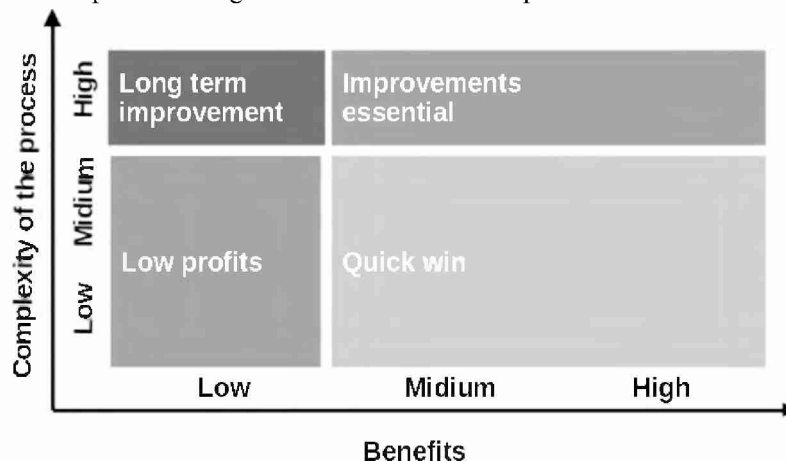 Complexity of the process
High
Midium
Low
Long term
improvement
Improvements
essential
Low profits
Quick win
Low
Midium
High
Benefits